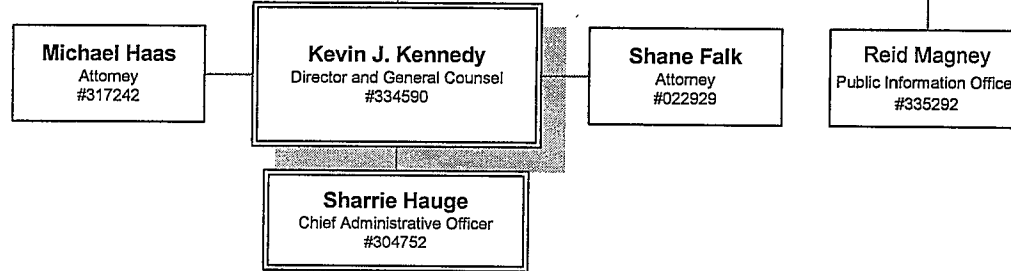 Michael Haas
Attorney
#317242
Kevin J. Kennedy
Director and General Counsel
#334590
Shane Falk
Attorney
#022929
Reid Magney
Public Information Office
#335292
Sharrie Hauge
Chief Administrative Officer
#304752